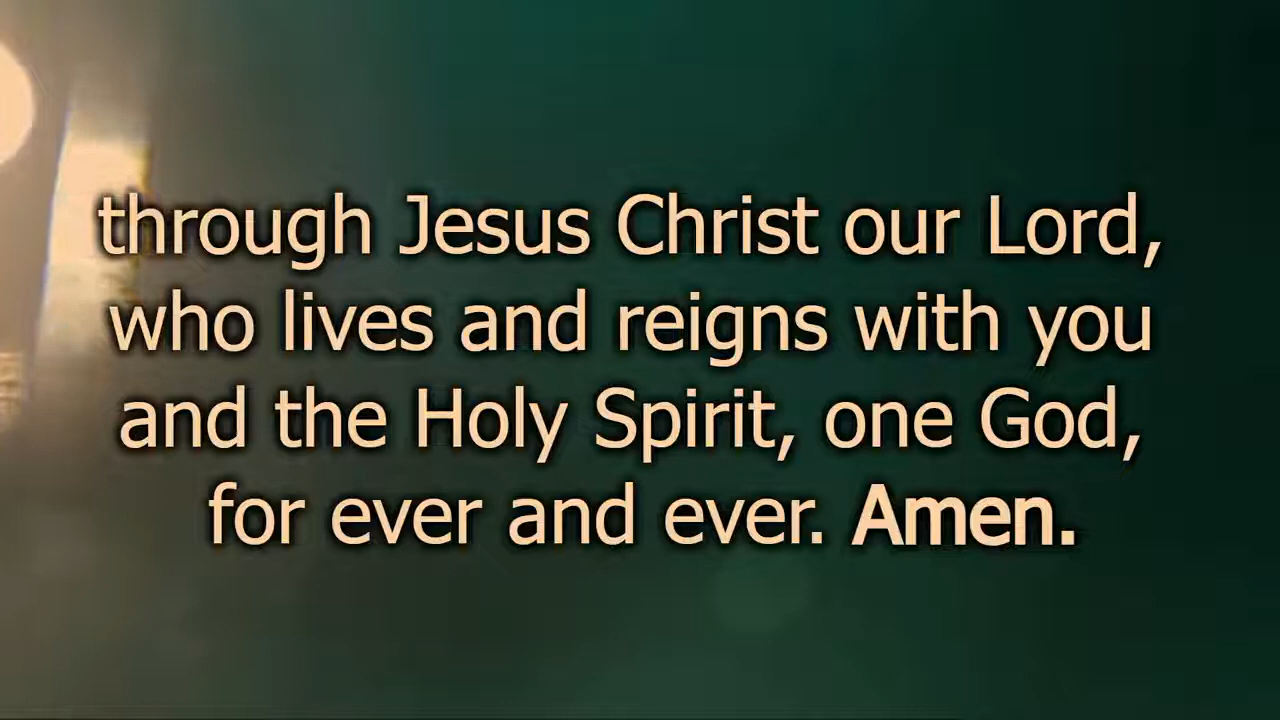 through Jesus Christ our Lord,
who lives and reigns with you
and the Holy Spirit, one God,
for ever and ever. Amen.